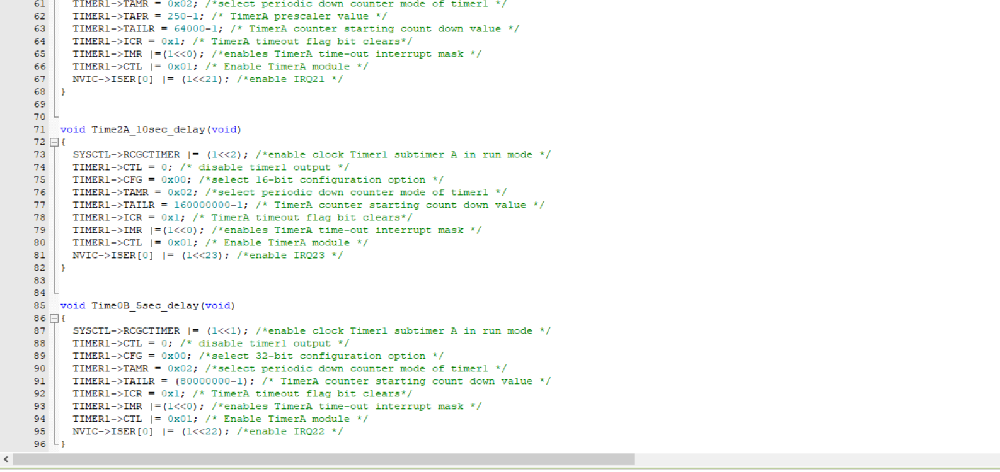 61 TIMER1->TAMR = 0x02; /*select periodic down counter mode of timer1 */
62 TIMER1->TAPR = 250-1; /* TimerA prescaler value */
63 TIMER1->TAILR = 64000-1; /* TimerA counter starting count down value */
64 TIMER1->ICR = 0x1; /* TimerA timeout flag bit clears*/
65 TIMER1->IMR |=(1<<0); /*enables TimerA time-out interrupt mask */
66 TIMER1->CTL |= 0x01; /* Enable TimerA module */
67 NVIC->ISER[0] |= (1<<21); /*enable IRQ21 */
68 }
69
70
71 void Time2A_10sec_delay(void)
72 {
73 SYSCTL->RCGCTIMER |= (1<<2); /*enable clock Timer1 subtimer A in run mode */
74 TIMER1->CTL = 0; /* disable timer1 output */
75 TIMER1->CFG = 0x00; /*select 16-bit configuration option */
76 TIMER1->TAMR = 0x02; /*select periodic down counter mode of timer1 */
77 TIMER1->TAILR = 160000000-1; /* TimerA counter starting count down value */
78 TIMER1->ICR = 0x1; /* TimerA timeout flag bit clears*/
79 TIMER1->IMR |=(1<<0); /*enables TimerA time-out interrupt mask */
80 TIMER1->CTL |= 0x01; /* Enable TimerA module */
81 NVIC->ISER[0] |= (1<<23); /*enable IRQ23 */
82 }
83
84
85 void Time0B_5sec_delay(void)
86 {
87 SYSCTL->RCGCTIMER |= (1<<1); /*enable clock Timer1 subtimer A in run mode */
88 TIMER1->CTL = 0; /* disable timer1 output */
89 TIMER1->CFG = 0x00; /*select 32-bit configuration option */
90 TIMER1->TAMR = 0x02; /*select periodic down counter mode of timer1 */
91 TIMER1->TAILR = (80000000-1); /* TimerA counter starting count down value */
92 TIMER1->ICR = 0x1; /* TimerA timeout flag bit clears*/
93 TIMER1->IMR |=(1<<0); /*enables TimerA time-out interrupt mask */
94 TIMER1->CTL |= 0x01; /* Enable TimerA module */
95 NVIC->ISER[0] |= (1<<22); /*enable IRQ22 */
96 }